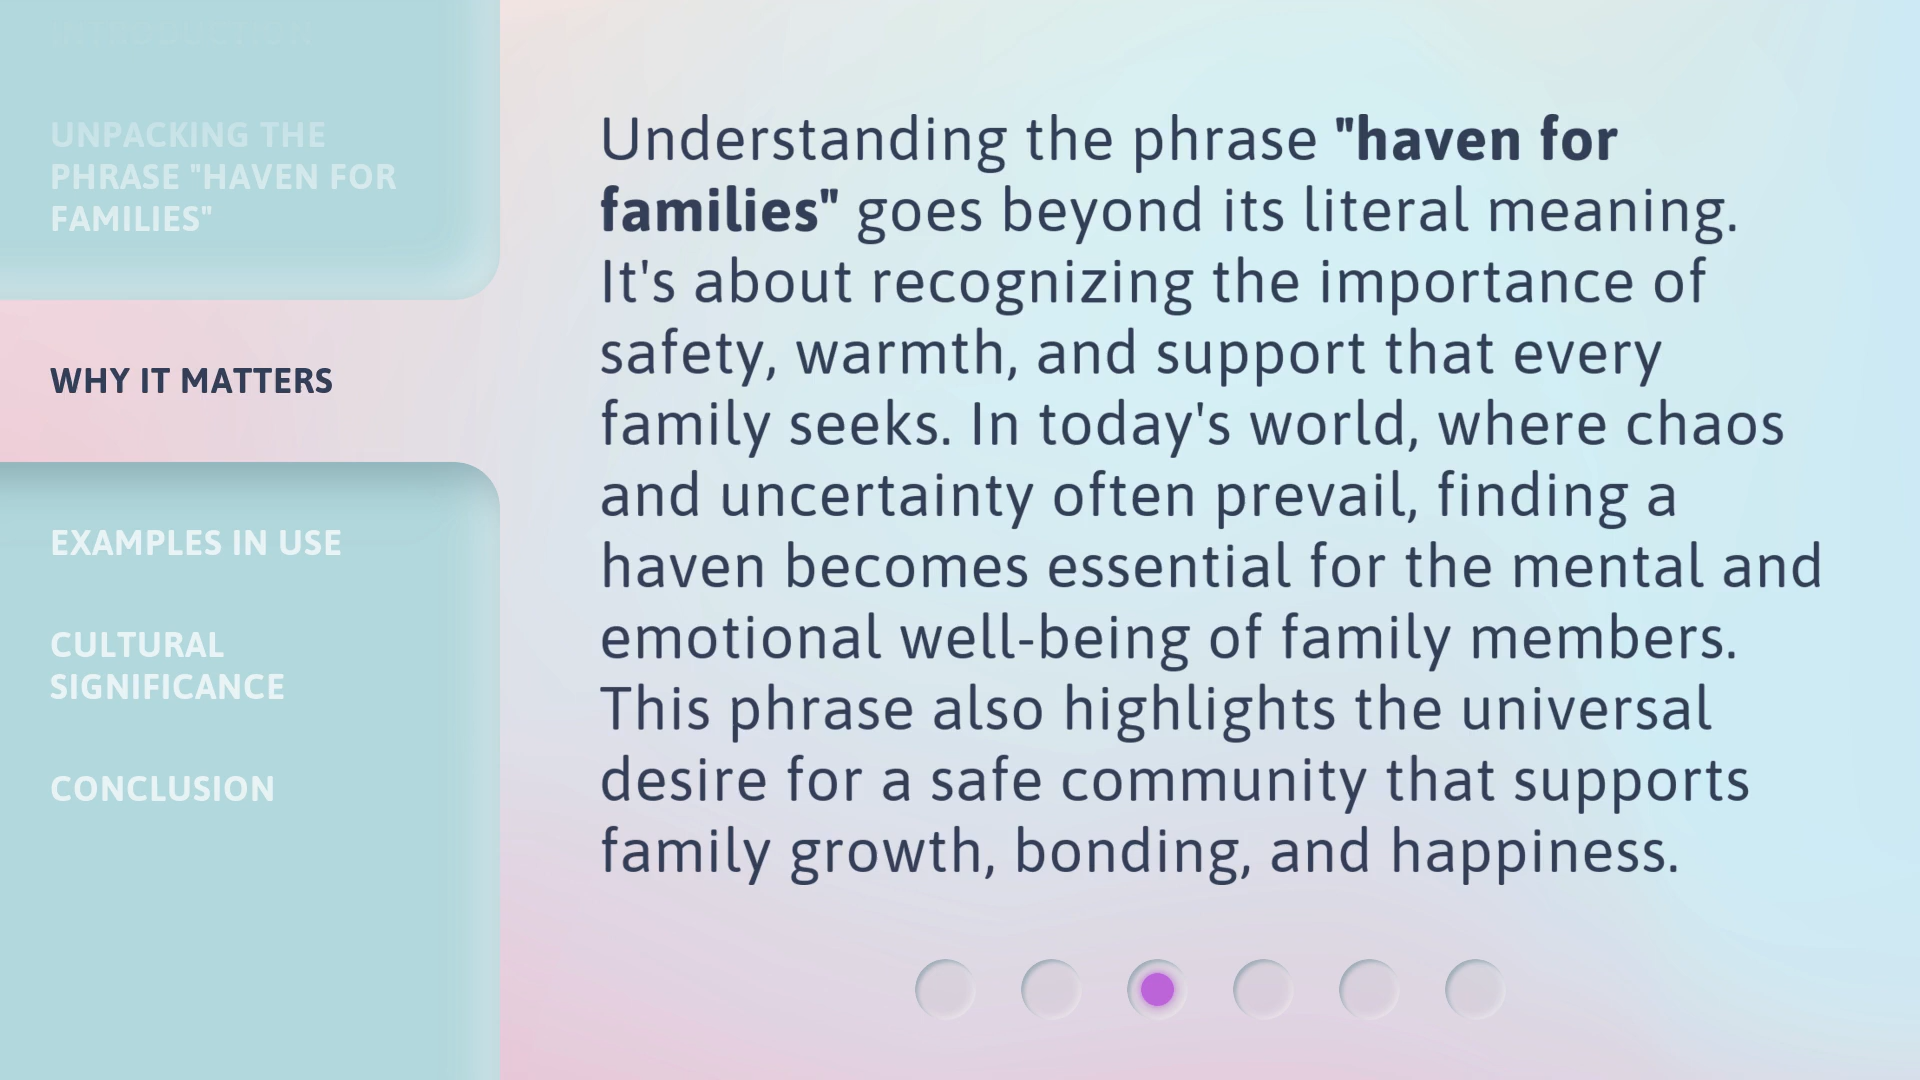 INTRODUCTION
UNPACKING THE
PHRASE "HAVEN FOR
FAMILIES"
WHY IT MATTERS
EXAMPLES IN USE
CULTURAL
SIGNIFICANCE
CONCLUSION
Understanding the phrase "haven for
families" goes beyond its literal meaning.
It's about recognizing the importance of
safety, warmth, and support that every
family seeks. In today's world, where chaos
and uncertainty often prevail, finding a
haven becomes essential for the mental and
emotional well-being of family members.
This phrase also highlights the universal
desire for a safe community that supports
family growth, bonding, and happiness.